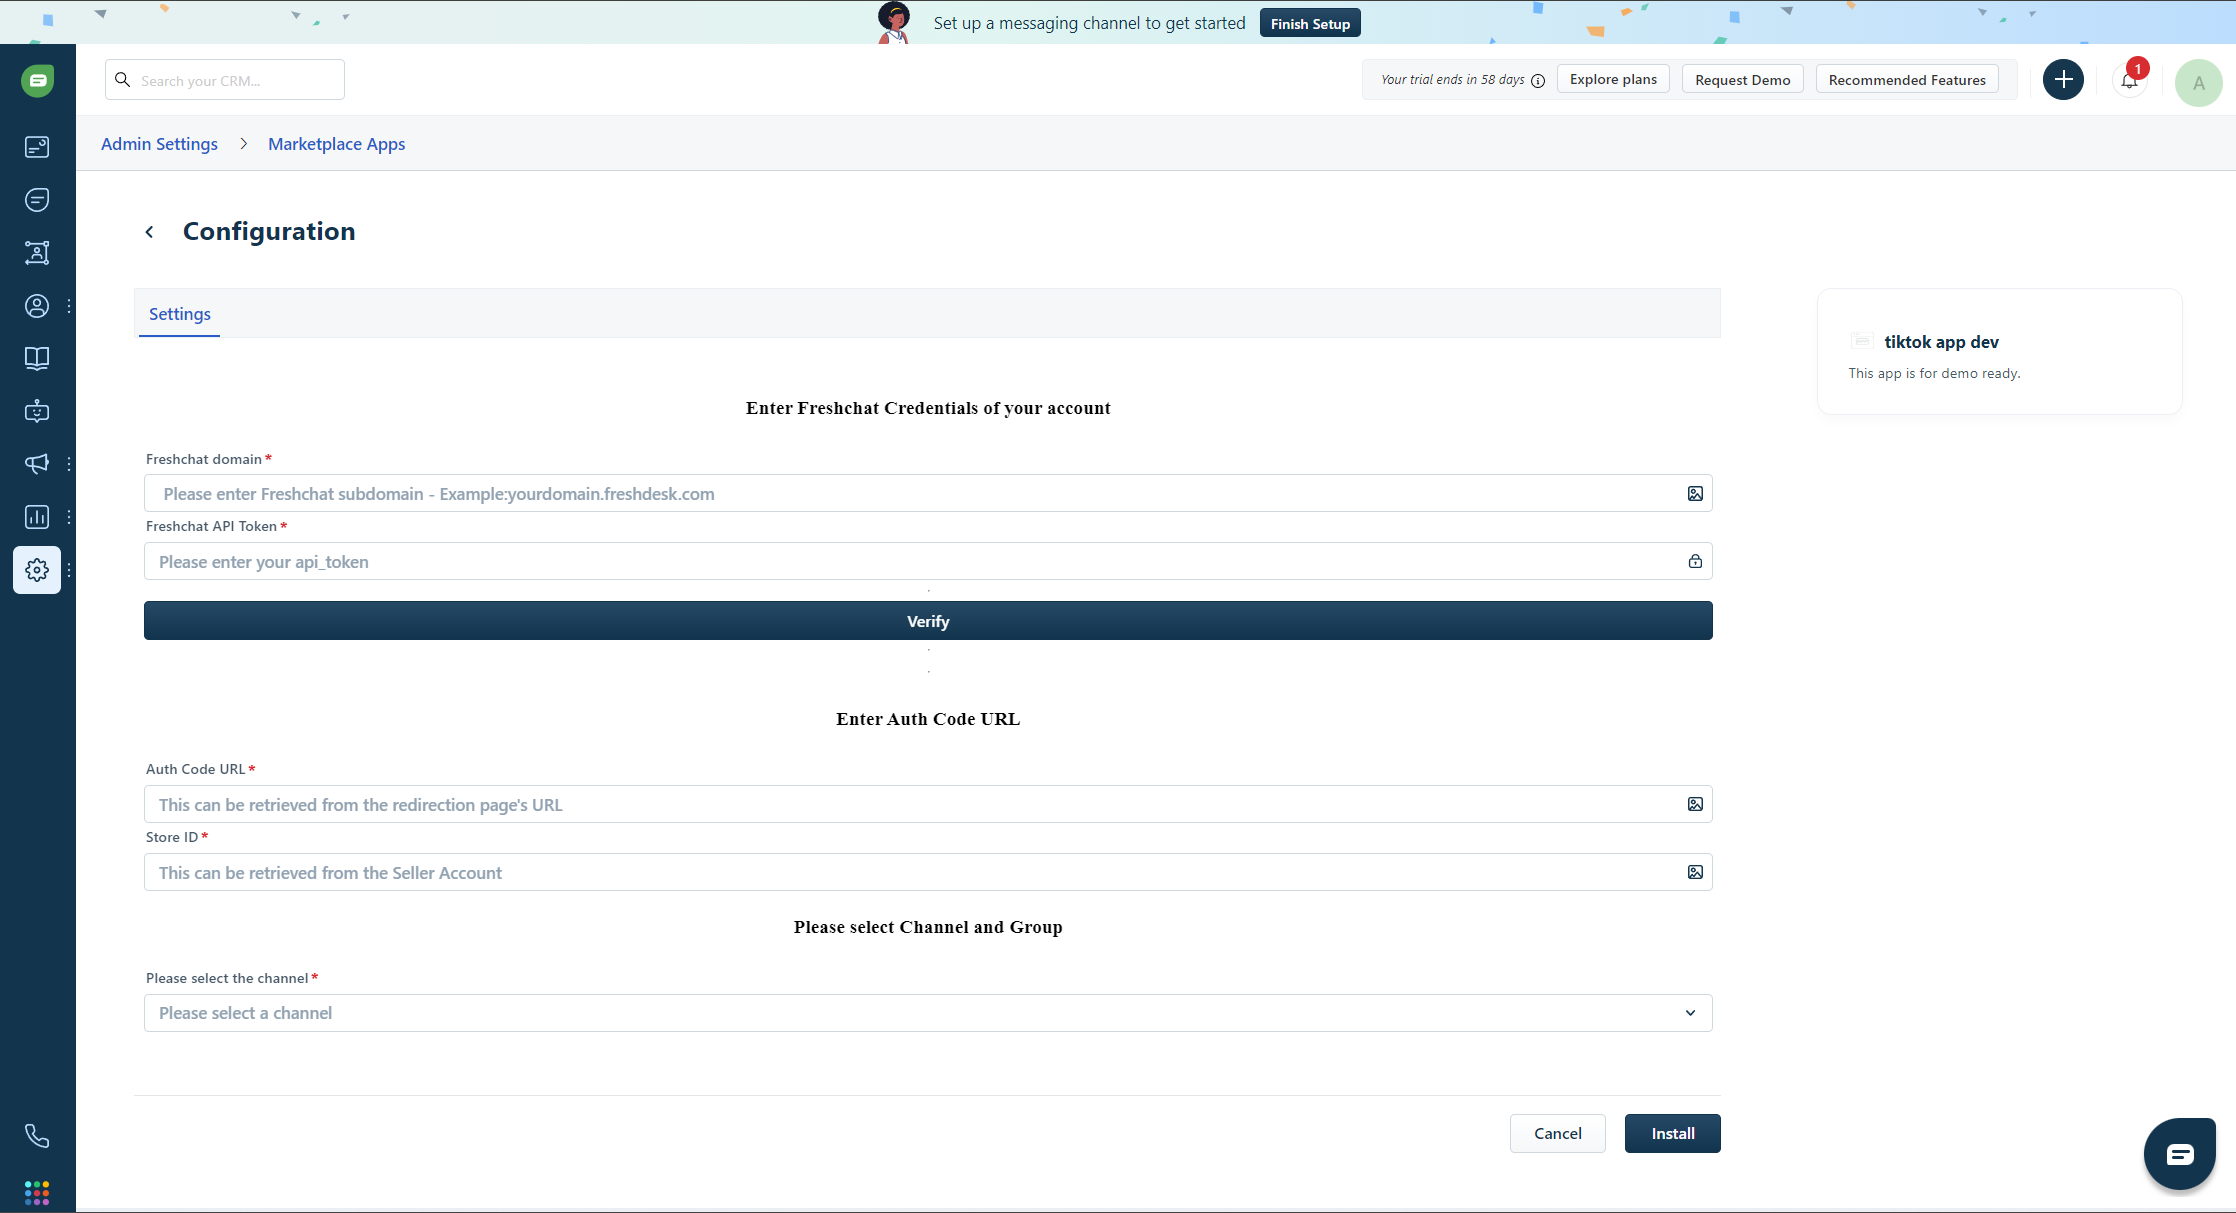 Set up a messaging channel to get started
Finish Setup
Search your CRM...
Your trial ends in 58 days
Explore plans
Request Demo
Recommended Features
1
A
Admin Settings
Marketplace Apps
Configuration
Settings
tiktok app dev
This app is for demo ready.
Enter Freshchat Credentials of your account
Freshchat domain*
Please enter Freshchat subdomain - Example:yourdomain.freshdesk.com
Freshchat API Token*
Please enter your api_token
.
Verify
.
.
Enter Auth Code URL
Auth Code URL*
This can be retrieved from the redirection page's URL
Store ID*
This can be retrieved from the Seller Account
Please select Channel and Group
Please select the channel*
Please select a channel
Cancel
Install